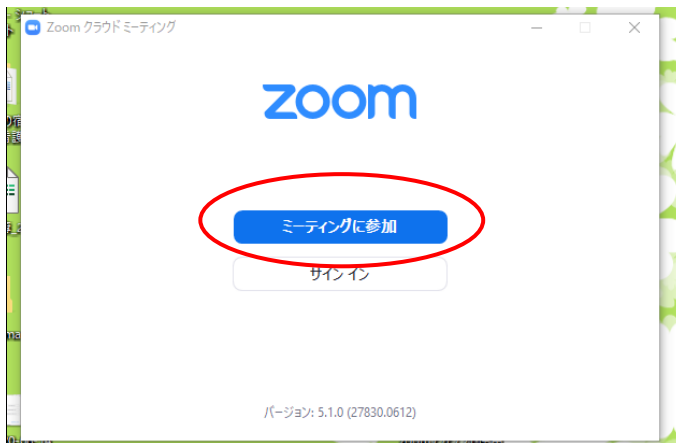 Zoom クラウド ミーティング
zoom
ミーティングに参加
サイン イン
バージョン: 5.1.0 (27830.0612)